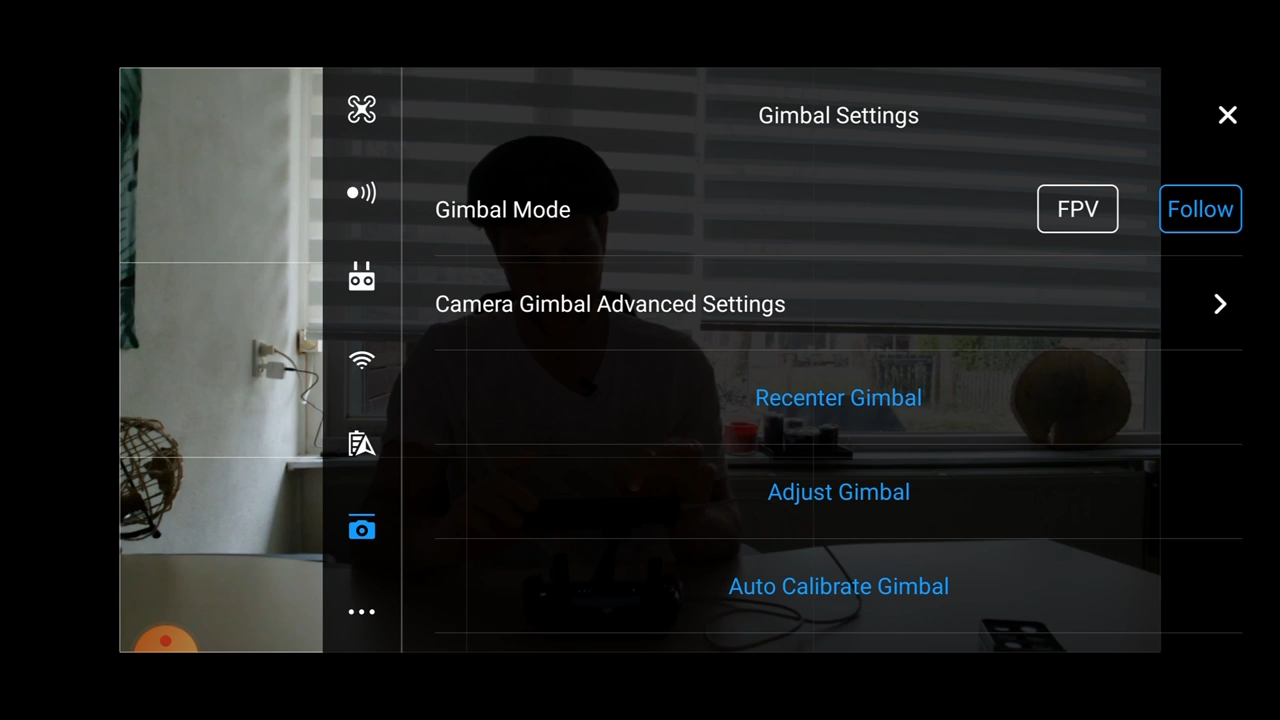 Gimbal Settings
Gimbal Mode
FPV
Follow
Camera Gimbal Advanced Settings
Recenter Gimbal
Adjust Gimbal
Auto Calibrate Gimbal